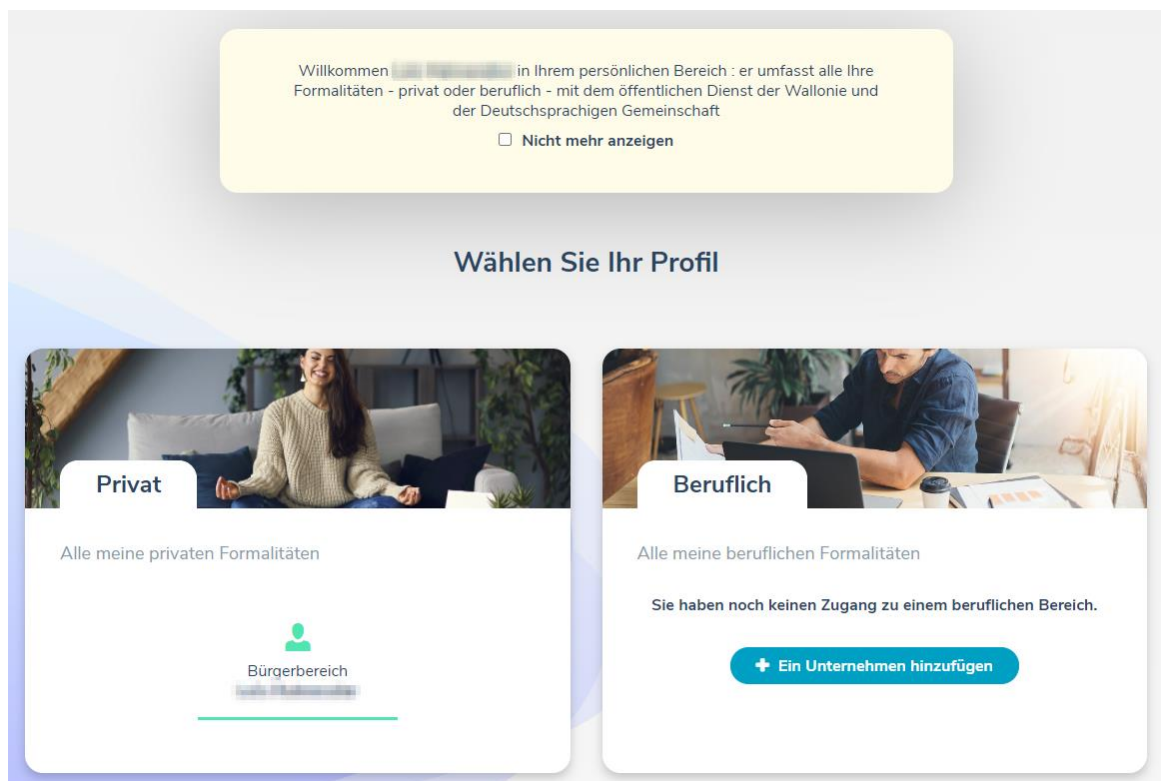 Willkommen in Ihrem persönlichen Bereich : er umfasst alle Ihre
Formalitäten - privat oder beruflich - mit dem öffentlichen Dienst der Wallonie und
der Deutschsprachigen Gemeinschaft
Nicht mehr anzeigen
Wählen Sie Ihr Profil
Privat
Alle meine privaten Formalitäten
Bürgerbereich
Beruflich
Alle meine beruflichen Formalitäten
Sie haben noch keinen Zugang zu einem beruflichen Bereich.
Ein Unternehmen hinzufügen